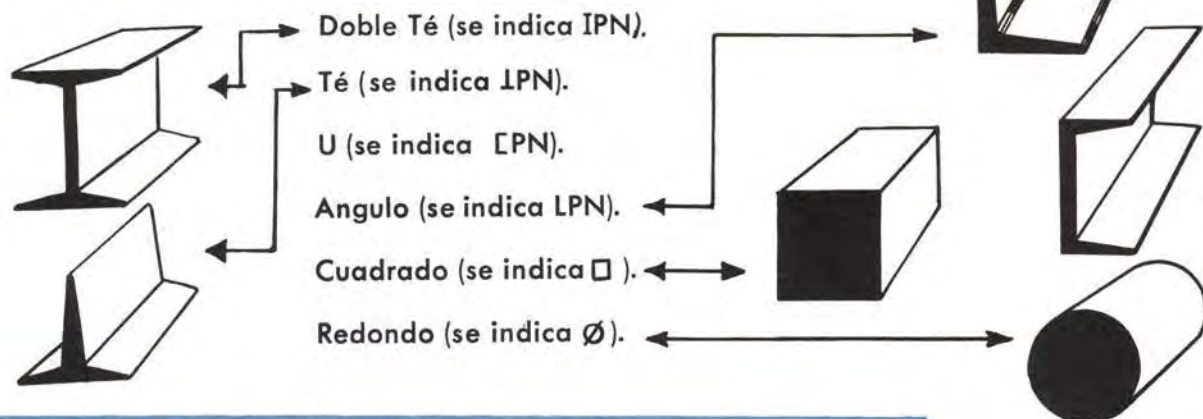 Doble Té (se indica IPN).
Té (se indica ⊥PN).
U (se indica [PN).
Angulo (se indica LPN).
Cuadrado (se indica □ ).
Redondo (se indica Ø).